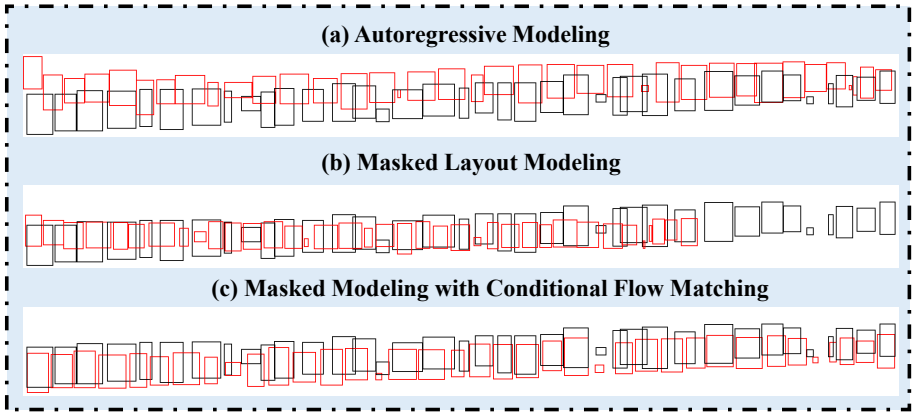 (a) Autoregressive Modeling
(b) Masked Layout Modeling
(c) Masked Modeling with Conditional Flow Matching